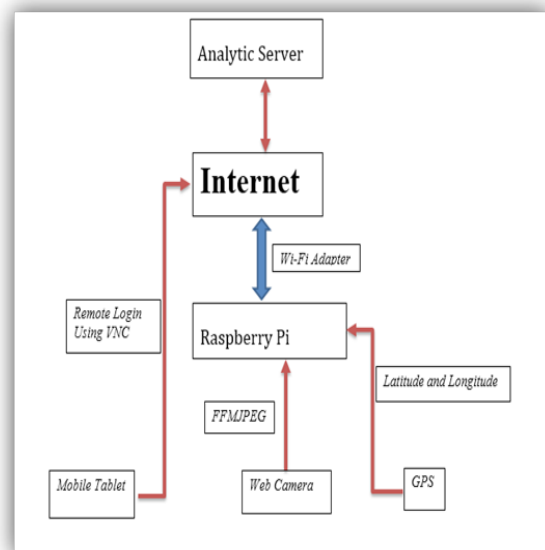 Analytic Server
Internet
Wi-Fi Adapter
Remote Login
Using VNC
Raspberry Pi
Latitude and Longitude
FFMJPEG
Mobile Tablet
Web Camera
GPS